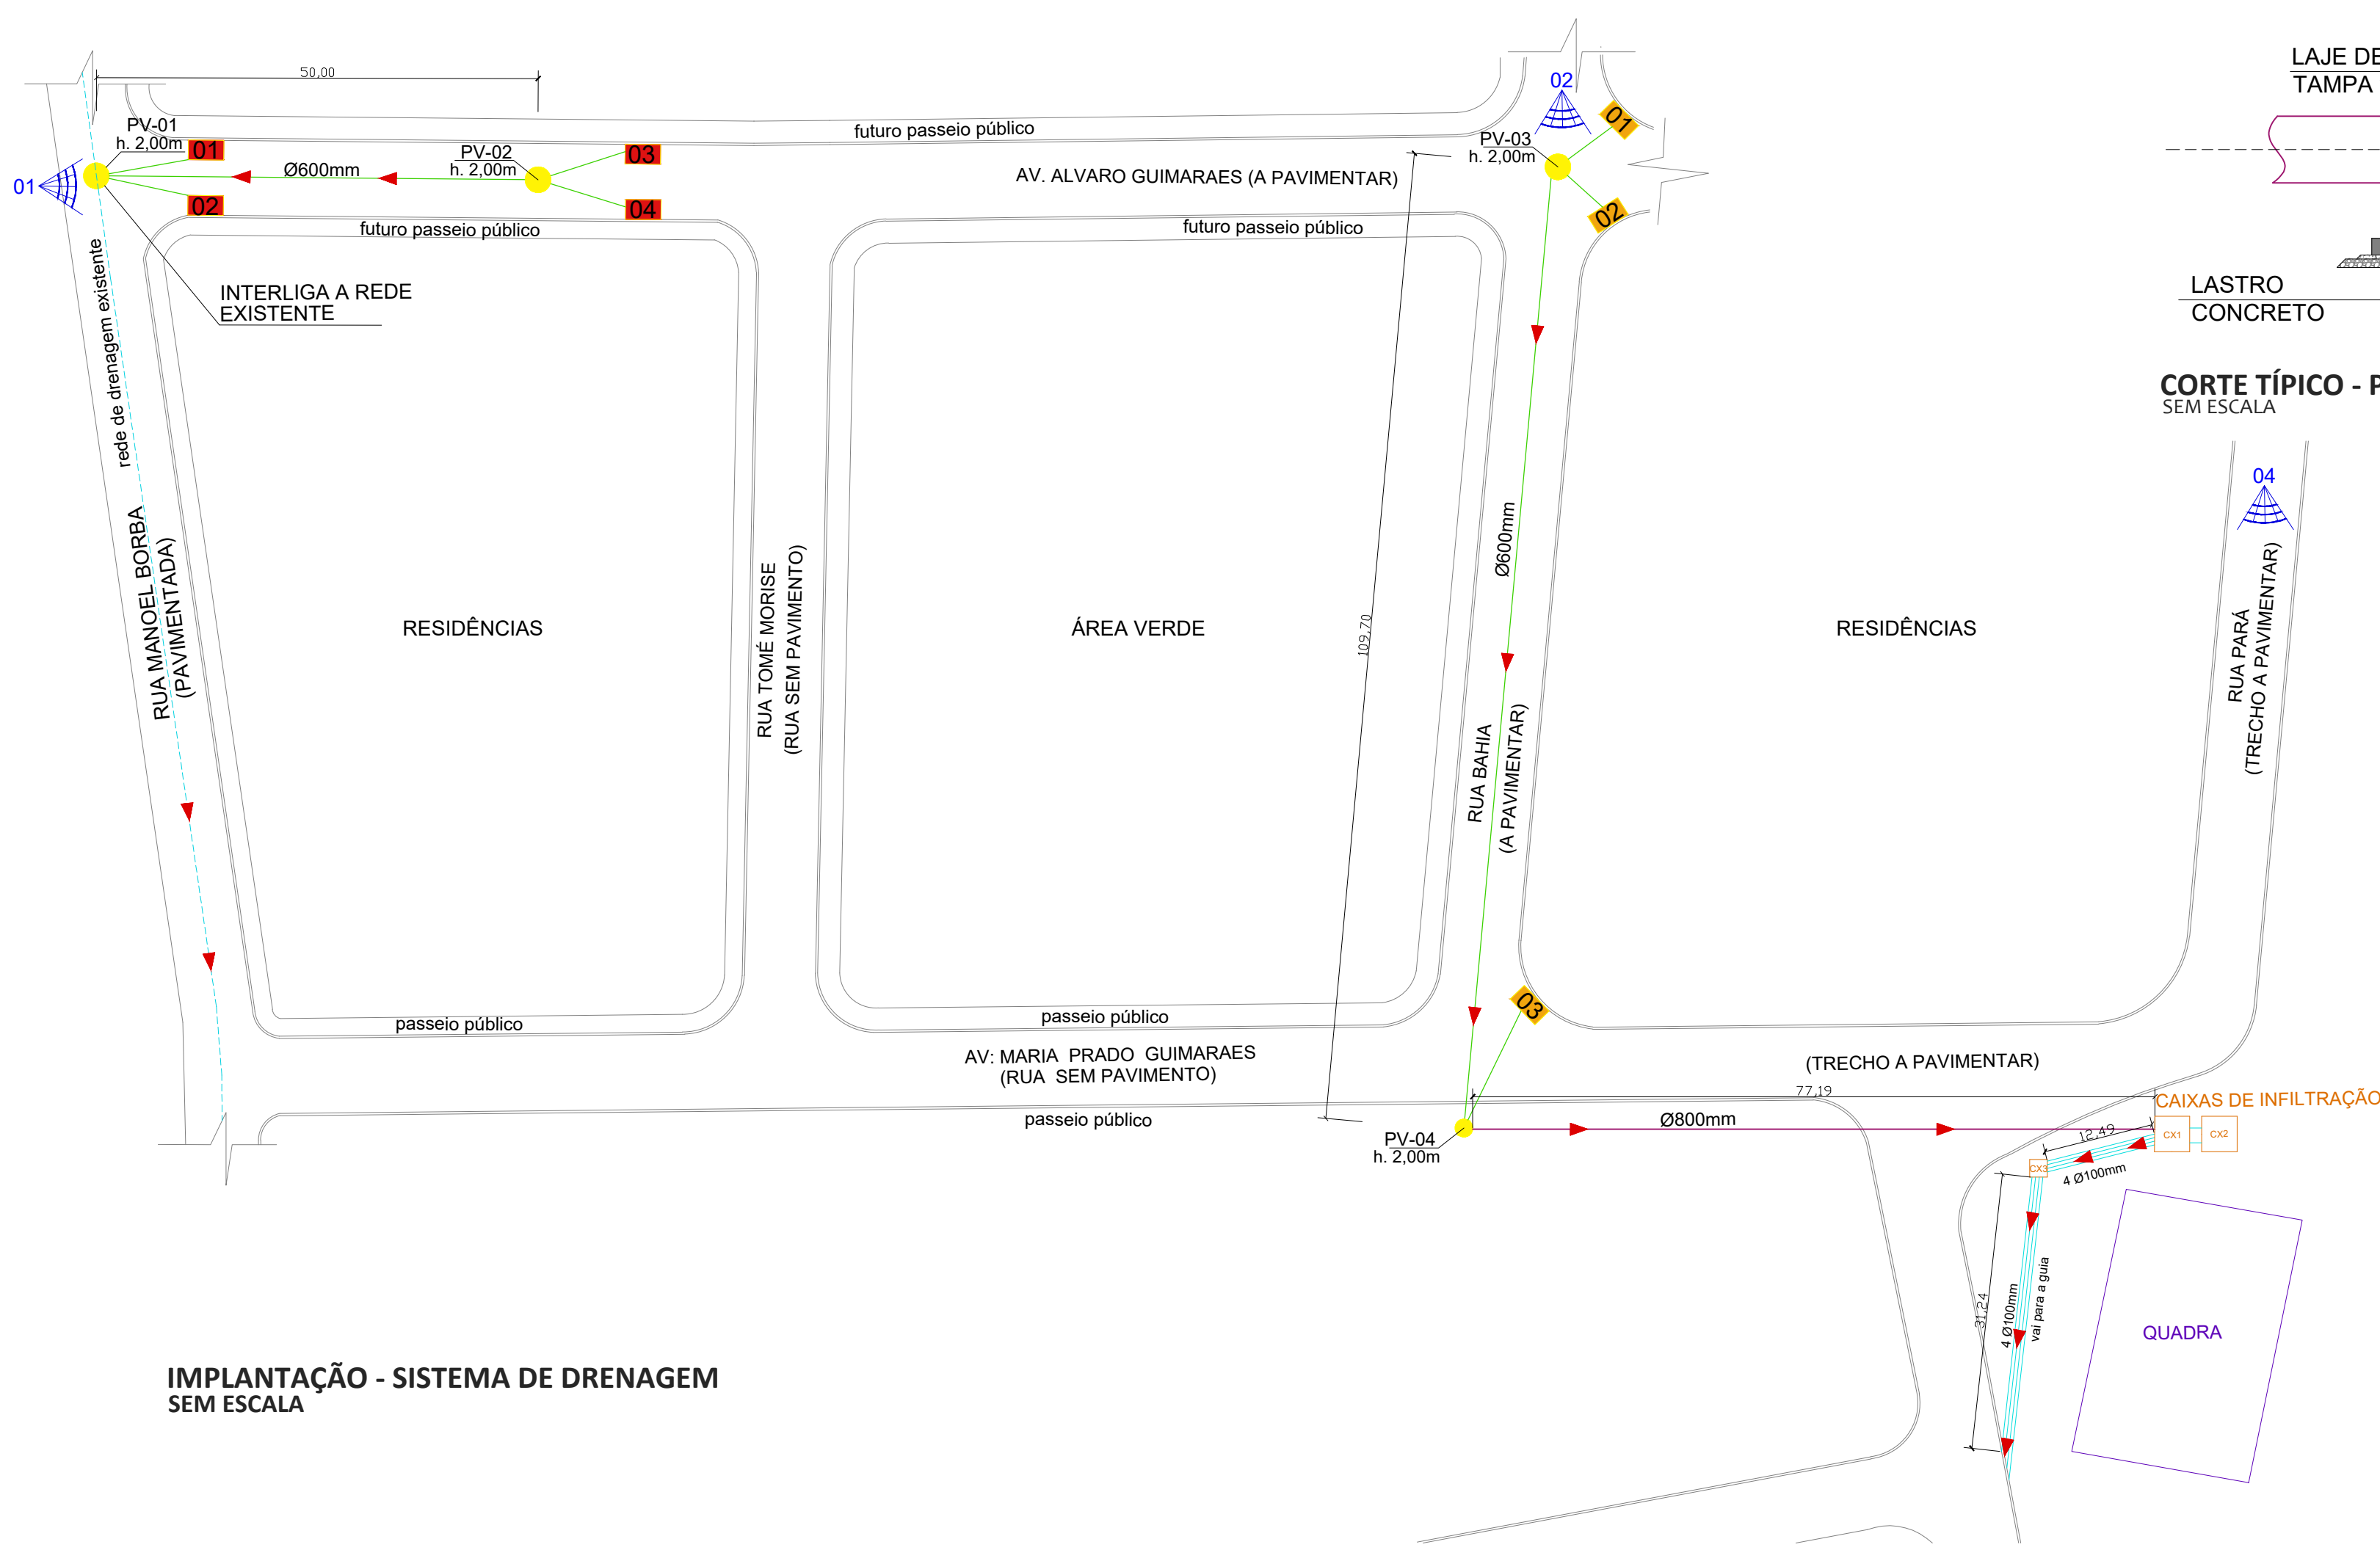 50,00
02
LAJE DE
TAMPA
PV-01
h. 2,00m
01
02
01
Ø600mm
PV-02
h. 2,00m
03
04
futuro passeio público
AV. ALVARO GUIMARAES (A PAVIMENTAR)
PV-03
h. 2,00m
01
02
futuro passeio público
futuro passeio público
rede de drenagem existente
INTERLIGA A REDE
EXISTENTE
LASTRO
CONCRETO
CORTE TÍPICO - P
SEM ESCALA
04
RUA MANOEL BORBA
(PAVIMENTADA)
RESIDÊNCIAS
RUA TOMÉ MORISE
(RUA SEM PAVIMENTO)
ÁREA VERDE
109,70
Ø600mm
RUA BAHIA
(A PAVIMENTAR)
RESIDÊNCIAS
RUA PARÁ
(TRECHO A PAVIMENTAR)
passeio público
passeio público
03
AV: MARIA PRADO GUIMARAES
(RUA SEM PAVIMENTO)
(TRECHO A PAVIMENTAR)
77,19
CAIXAS DE INFILTRAÇÃO
passeio público
PV-04
h. 2,00m
Ø800mm
CX1
CX2
12,49
CX3
4 Ø100mm
31,24
4 Ø100mm
vai para a guia
QUADRA
IMPLANTAÇÃO - SISTEMA DE DRENAGEM
SEM ESCALA